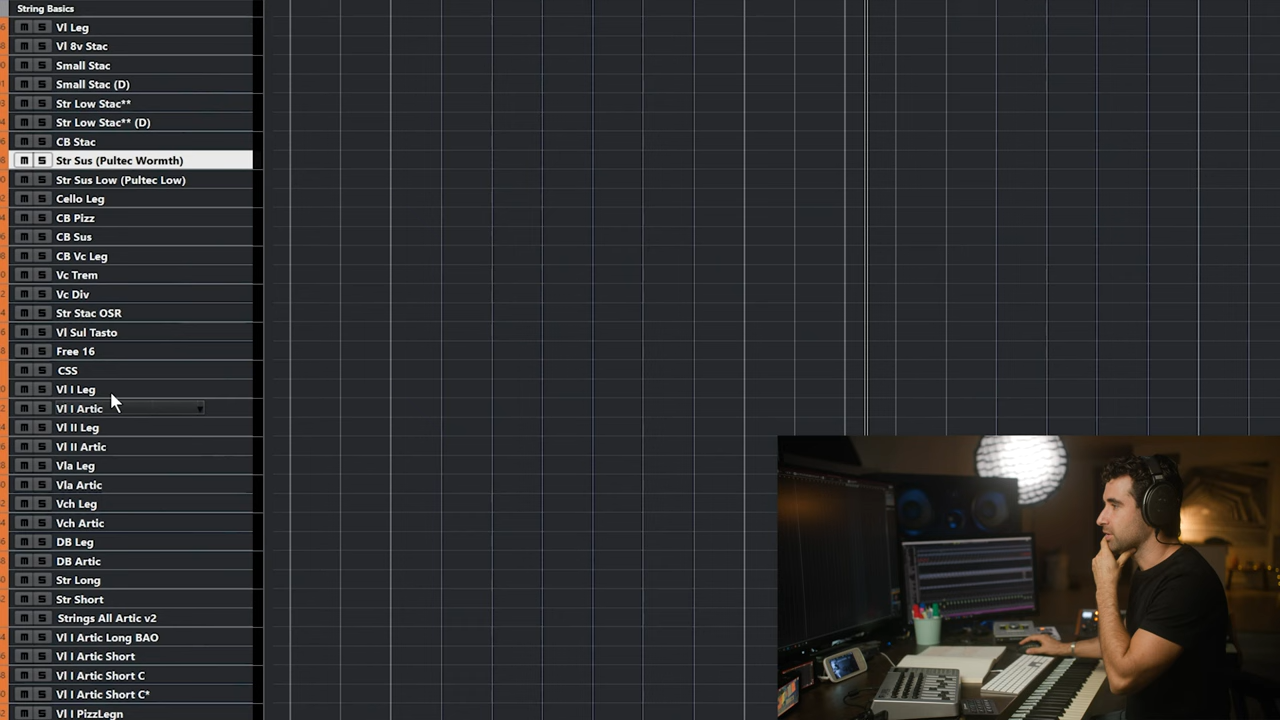 String Basics
m S Vl Leg
m S Vl 8v Stac
m S Small Stac
m S Small Stac (D)
m S Str Low Stac**
m S Str Low Stac** (D)
m S CB Stac
m S Str Sus (Pultec Wormth)
m S Str Sus Low (Pultec Low)
m S Cello Leg
m S CB Pizz
m S CB Sus
m S CB Vc Leg
m S Vc Trem
m S Vc Div
m S Str Stac OSR
m S Vl Sul Tasto
m S Free 16
m S CSS
m S Vl I Leg
m S Vl I Artic
m S Vl II Leg
m S Vl II Artic
m S Vla Leg
m S Vla Artic
m S Vch Leg
m S Vch Artic
m S DB Leg
m S DB Artic
m S Str Long
m S Str Short
m S Strings All Artic v2
m S Vl I Artic Long BAO
m S Vl I Artic Short
m S Vl I Artic Short C
m S Vl I Artic Short C*
m S Vl I PizzLegn